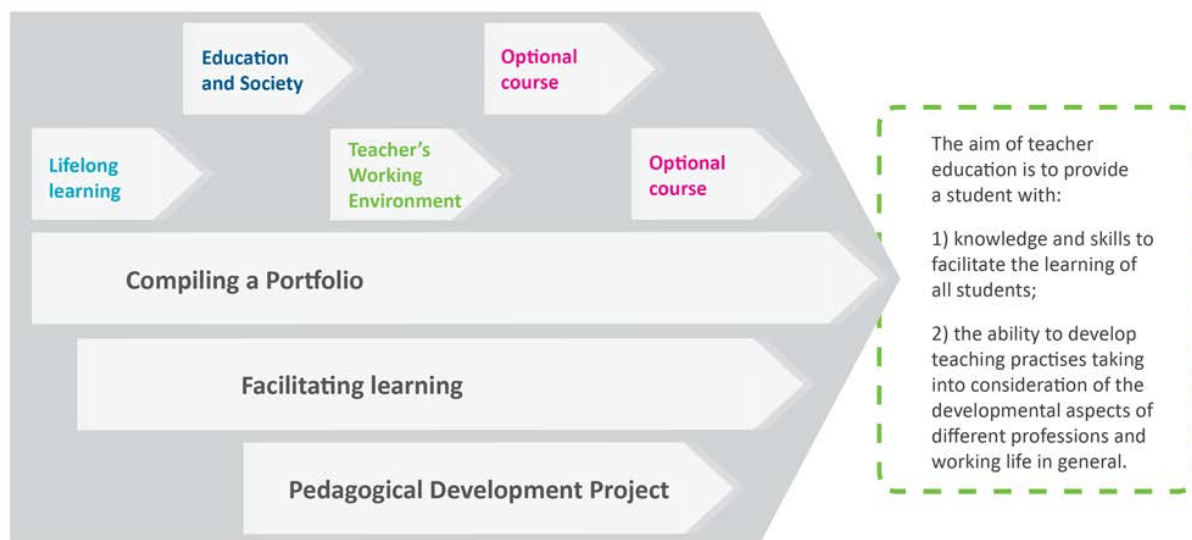 Education
and Society
Optional
course
Lifelong
learning
Teacher's
Working
Environment
Optional
course
Compiling a Portfolio
Facilitating learning
Pedagogical Development Project
The aim of teacher
education is to provide
a student with:
1) knowledge and skills to
facilitate the learning of
all students;
2) the ability to develop
teaching practises taking
into consideration of the
developmental aspects of
different professions and
working life in general.